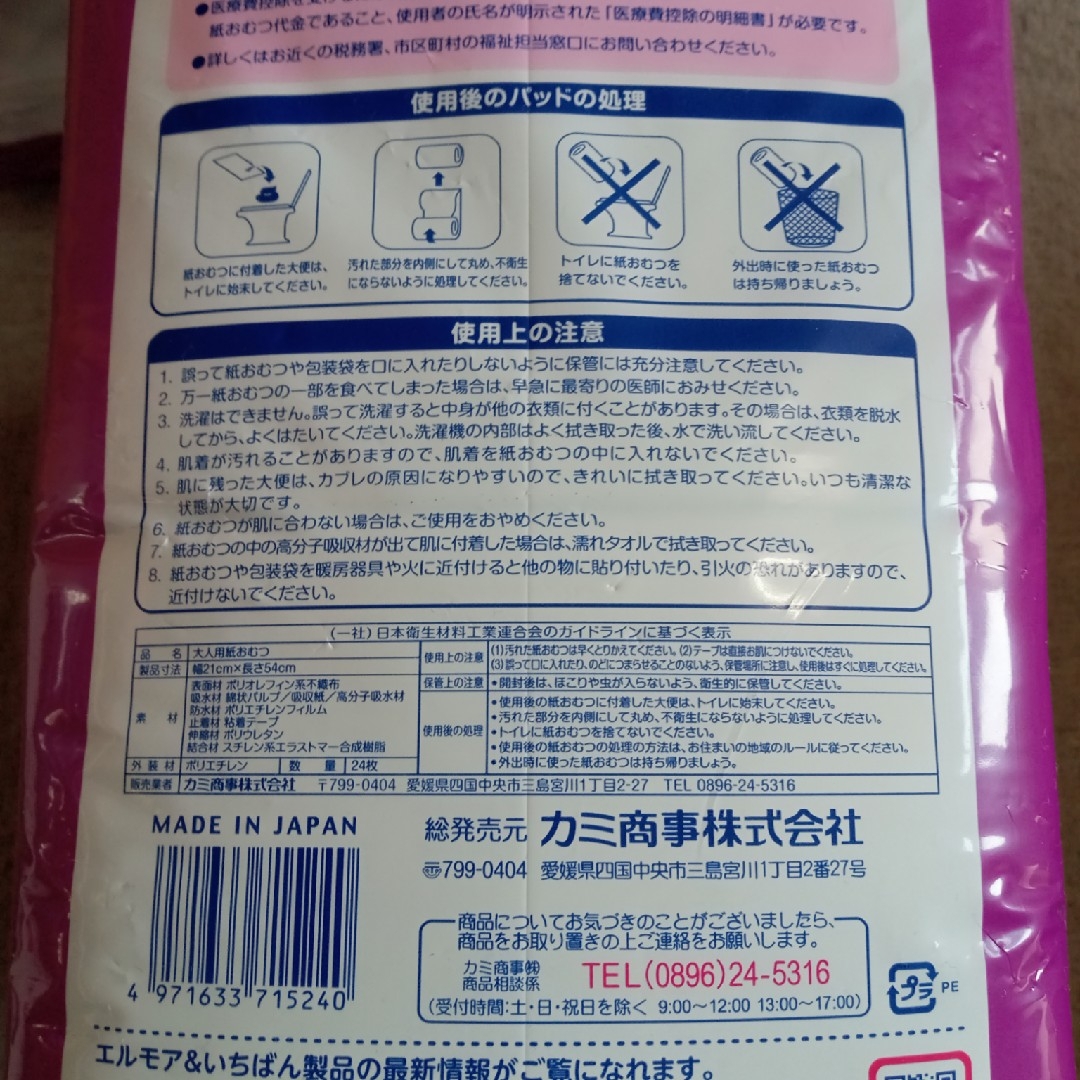 ●医療費控除を受ける
紙おむつ代金であること、使用者の氏名が明示された「医療費控除の明細書」が必要です。
●詳しくはお近くの税務署、市区町村の福祉担当窓口にお問い合わせください。
使用後のパッドの処理
紙おむつに付着した大便は、
トイレに始末してください。
汚れた部分を内側にして丸め、不衛生
にならないように処理してください。
トイレに紙おむつを
捨てないでください。
外出時に使った紙おむつ
は持ち帰りましょう。
使用上の注意
1. 誤って紙おむつや包装袋を口に入れたりしないように保管には充分注意してください。
2. 万一紙おむつの一部を食べてしまった場合は、早急に最寄りの医師におみせください。
3. 洗濯はできません。誤って洗濯すると中身が他の衣類に付くことがあります。その場合は、衣類を脱水
してから、よくはたいてください。洗濯機の内部はよく拭き取った後、水で洗い流してください。
4. 肌着が汚れることがありますので、肌着を紙おむつの中に入れないでください。
5. 肌に残った大便は、カブレの原因になりやすいので、きれいに拭き取ってください。いつも清潔な
状態が大切です。
6. 紙おむつが肌に合わない場合は、ご使用をおやめください。
7. 紙おむつの中の高分子吸収材が出て肌に付着した場合は、濡れタオルで拭き取ってください。
8. 紙おむつや包装袋を暖房器具や火に近付けると他の物に貼り付いたり、引火の恐れがありますので、
近付けないでください。
(一社)日本衛生材料工業連合会のガイドラインに基づく表示
品名 大人用紙おむつ
製品寸法 幅21cm×長さ54cm
素材 表面材 ポリオレフィン系不織布
吸水材 綿状パルプ/吸収紙/高分子吸水材
防水材 ポリエチレンフィルム
止着材 粘着テープ
伸縮材 ポリウレタン
結合材 スチレン系エラストマー合成樹脂
外装材 ポリエチレン 数量 24枚
使用上の注意 (1)汚れた紙おむつは早くとりかえてください。(2)テープは直接お肌につけないでください。
(3)誤って口に入れたり、のどにつまらせることのないよう、保管場所に注意し、使用後はすぐに処理してください。
保管上の注意 •開封後は、ほこりや虫が入らないよう、衛生的に保管してください。
使用後の処理 •使用後の紙おむつに付着した大便は、トイレに始末してください。
•汚れた部分を内側にして丸め、不衛生にならないように処理してください。
•トイレに紙おむつを捨てないでください。
•使用後の紙おむつの処理の方法は、お住まいの地域のルールに従ってください。
•外出時に使った紙おむつは持ち帰りましょう。
販売業者 カミ商事株式会社 〒799-0404 愛媛県四国中央市三島宮川1丁目2-27 TEL 0896-24-5316
MADE IN JAPAN
4 971633 715240
総発売元 カミ商事株式会社
〒799-0404 愛媛県四国中央市三島宮川1丁目2番27号
商品についてお気づきのことがございましたら、
商品をお取り置きの上ご連絡をお願いします。
カミ商事㈱
商品相談係
TEL(0896)24-5316
(受付時間:土・日・祝日を除く 9:00～12:00 13:00～17:00)
プラ PE
エルモア&いちばん製品の最新情報がご覧になれます。